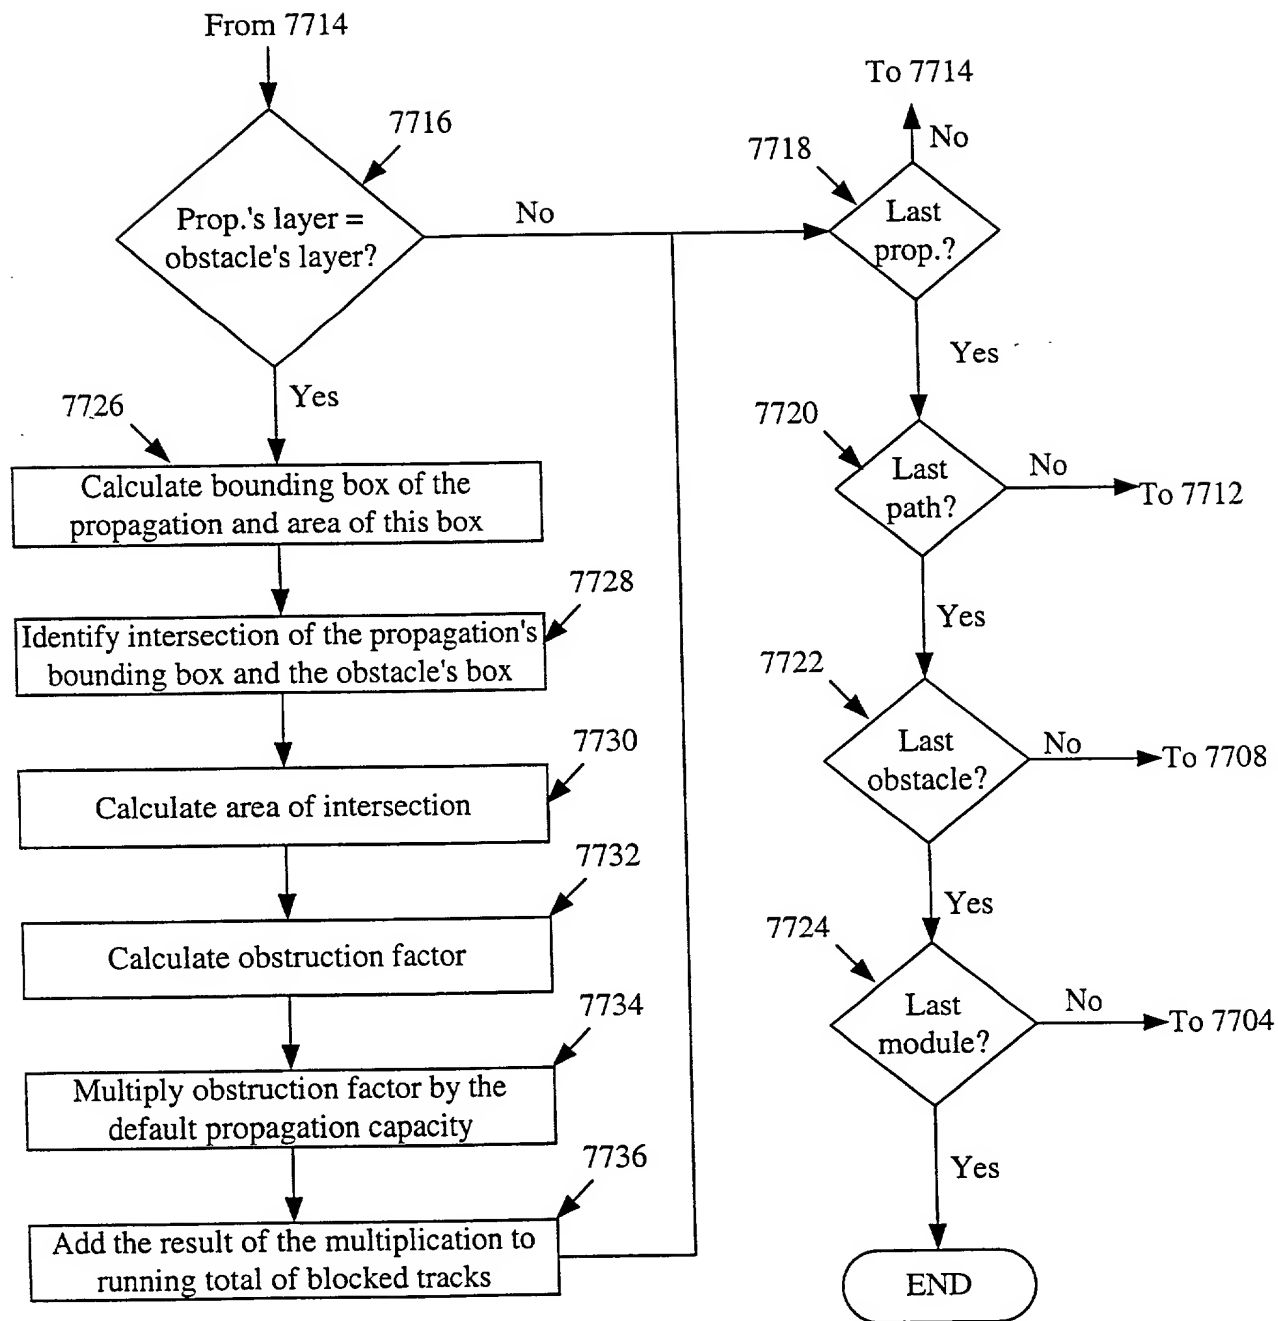 From 7714
7716
Prop.'s layer =
obstacle's layer?
No
Yes
7726
Calculate bounding box of the
propagation and area of this box
7728
Identify intersection of the propagation's
bounding box and the obstacle's box
7730
Calculate area of intersection
7732
Calculate obstruction factor
7734
Multiply obstruction factor by the
default propagation capacity
7736
Add the result of the multiplication to
running total of blocked tracks
To 7714
No
7718
Last
prop.?
Yes
7720
Last
path?
No
To 7712
Yes
7722
Last
obstacle?
No
To 7708
Yes
7724
Last
module?
No
To 7704
Yes
END